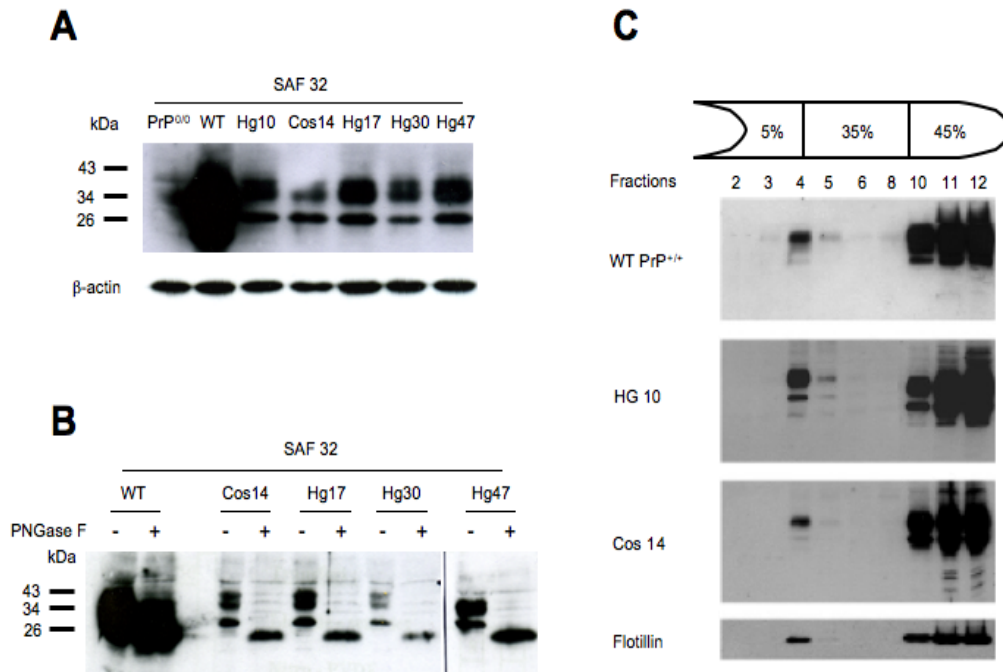 A
SAF 32
kDa PrP⁰/⁰ WT Hg10 Cos14 Hg17 Hg30 Hg47
43
34
26
β-actin
B
SAF 32
WT Cos14 Hg17 Hg30 Hg47
PNGase F - + - + - + - + - +
kDa
43
34
26
C
5% 35% 45%
Fractions 2 3 4 5 6 8 10 11 12
WT PrP⁺/⁺
HG 10
Cos 14
Flotillin